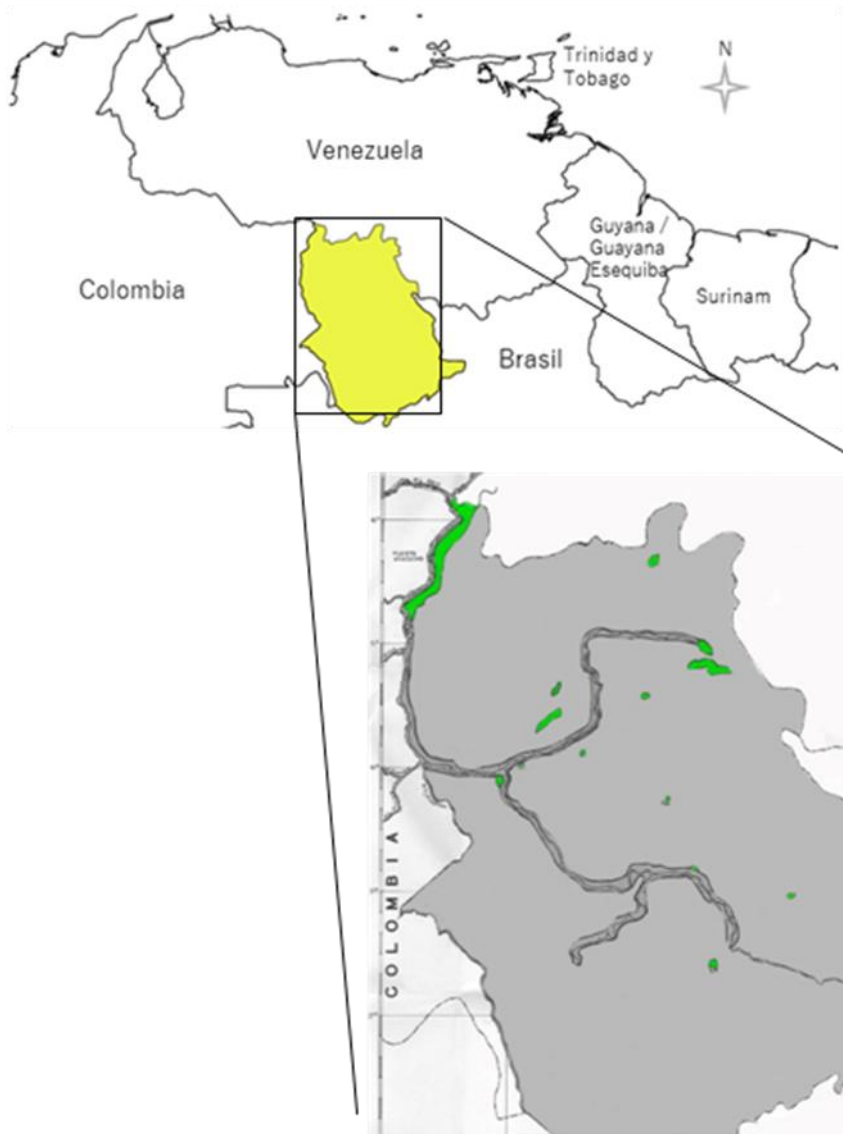 Trinidad y
Tobago
N
Venezuela
Guyana /
Guayana
Esequiba
Colombia
Surinam
Brasil
COLOMBIA